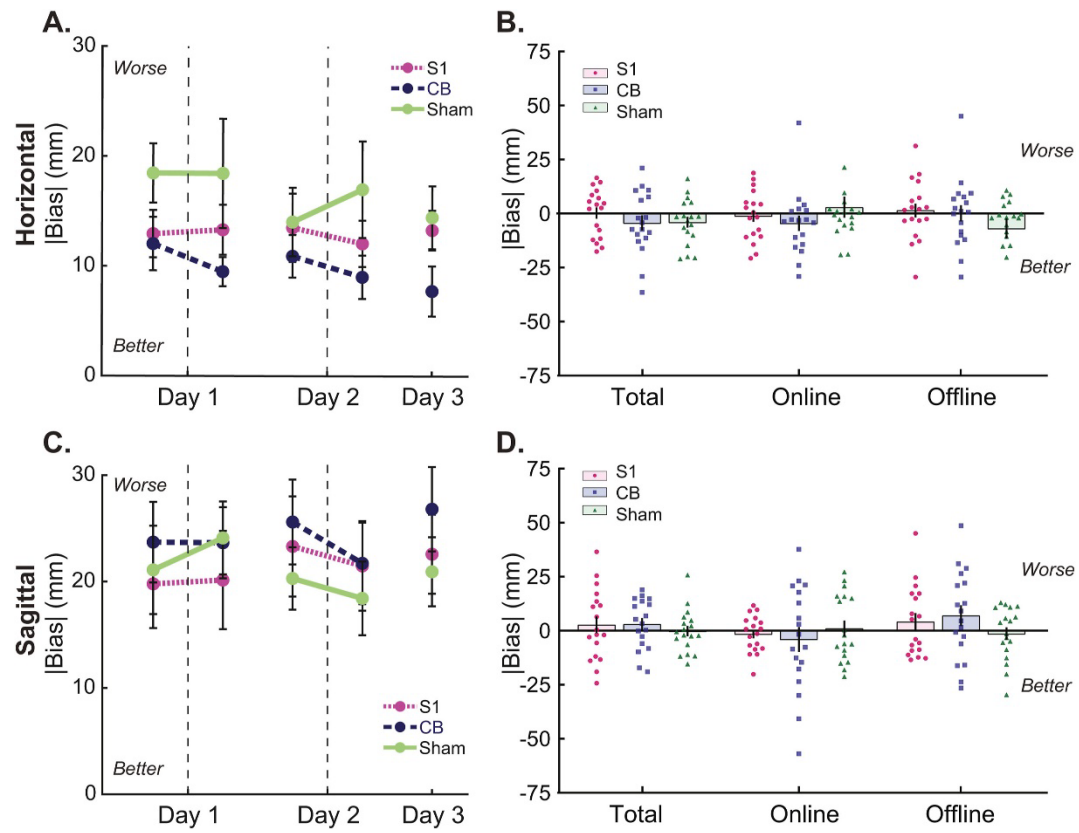 A.
Horizontal
|Bias| (mm)
30
20
10
0
Worse
Better
S1
CB
Sham
Day 1
Day 2
Day 3
B.
|Bias| (mm)
75
50
25
0
-25
-50
-75
S1
CB
Sham
Worse
Better
Total
Online
Offline
C.
Sagittal
|Bias| (mm)
30
20
10
0
Worse
Better
S1
CB
Sham
Day 1
Day 2
Day 3
D.
|Bias| (mm)
75
50
25
0
-25
-50
-75
S1
CB
Sham
Worse
Better
Total
Online
Offline